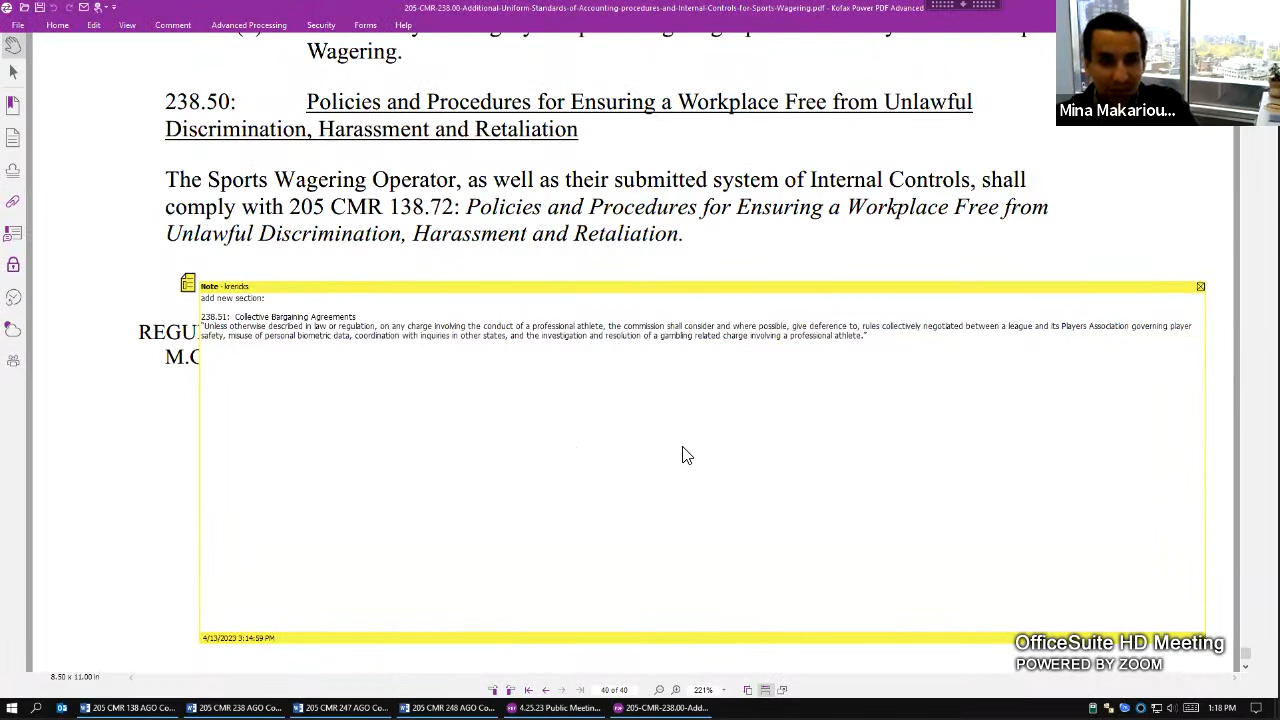 205-CMR-238.00-Additional-Uniform-Standards-of-Accounting-procedures-and-Internal-Controls-for-Sports-Wagering.pdf - Kofax Power PDF Advanced
File Home Edit View Comment Advanced Processing Security Forms Help
Wagering.
238.50: Policies and Procedures for Ensuring a Workplace Free from Unlawful
Discrimination, Harassment and Retaliation
The Sports Wagering Operator, as well as their submitted system of Internal Controls, shall
comply with 205 CMR 138.72: Policies and Procedures for Ensuring a Workplace Free from
Unlawful Discrimination, Harassment and Retaliation.
Note - krericks
add new section:
238.51: Collective Bargaining Agreements
"Unless otherwise described in law or regulation, on any charge involving the conduct of a professional athlete, the commission shall consider and where possible, give deference to, rules collectively negotiated between a league and its Players Association governing player
safety, misuse of personal biometric data, coordination with inquiries in other states, and the investigation and resolution of a gambling related charge involving a professional athlete."
REGU
M.G
4/13/2023 3:14:59 PM
Mina Makariou...
OfficeSuite HD Meeting
POWERED BY ZOOM
8.50 x 11.00 in
40 of 40
221%
205 CMR 138 AGO Co...
205 CMR 238 AGO C...
205 CMR 247 AGO Co...
205 CMR 248 AGO Co...
4.25.23 Public Meetin...
205-CMR-238.00-Add...
1:18 PM